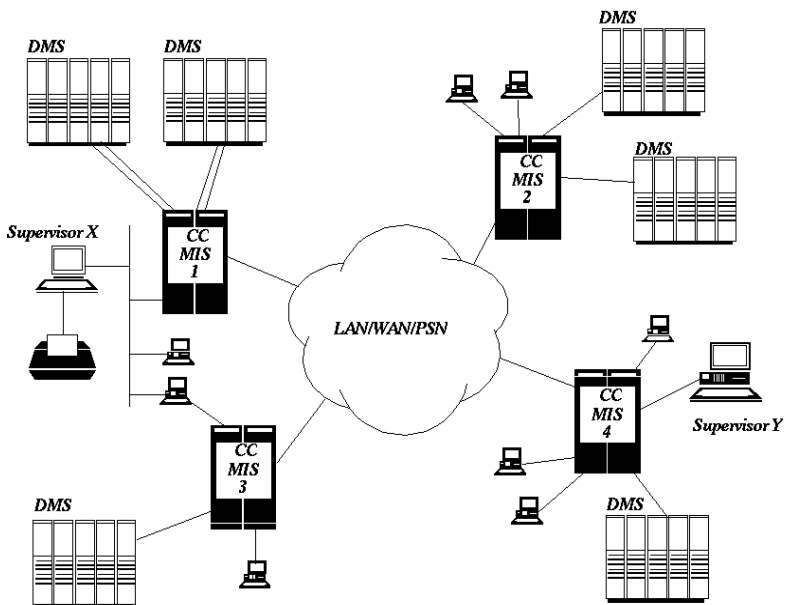 DMS
DMS
DMS
CC
MIS
2
DMS
CC
MIS
1
Supervisor X
LAN/WAN/PSN
CC
MIS
4
Supervisor Y
CC
MIS
3
DMS
DMS